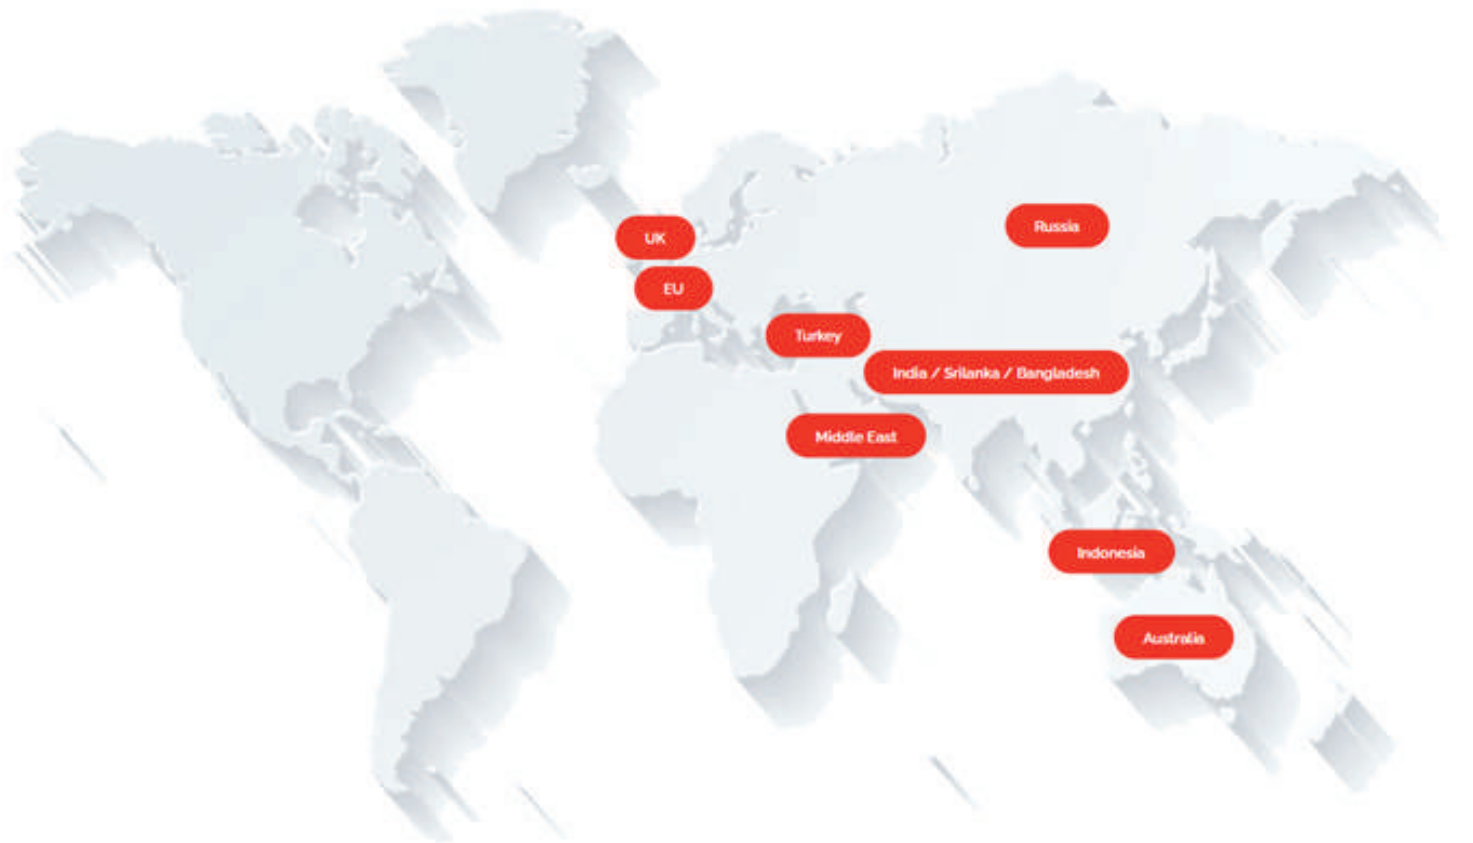 Russia
UK
EU
Turkey
India / Srilanka / Bangladesh
Middle East
Indonesia
Australia